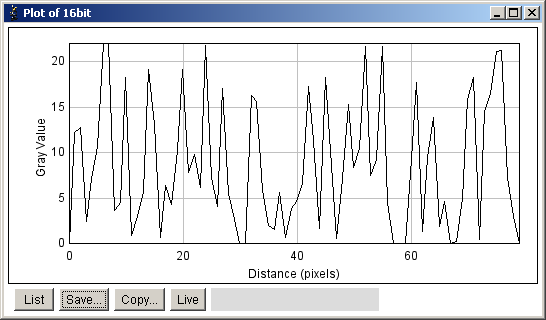 Plot of 16bit
20
15
10
5
0
Gray Value
0 20 40 60
Distance (pixels)
List Save... Copy... Live